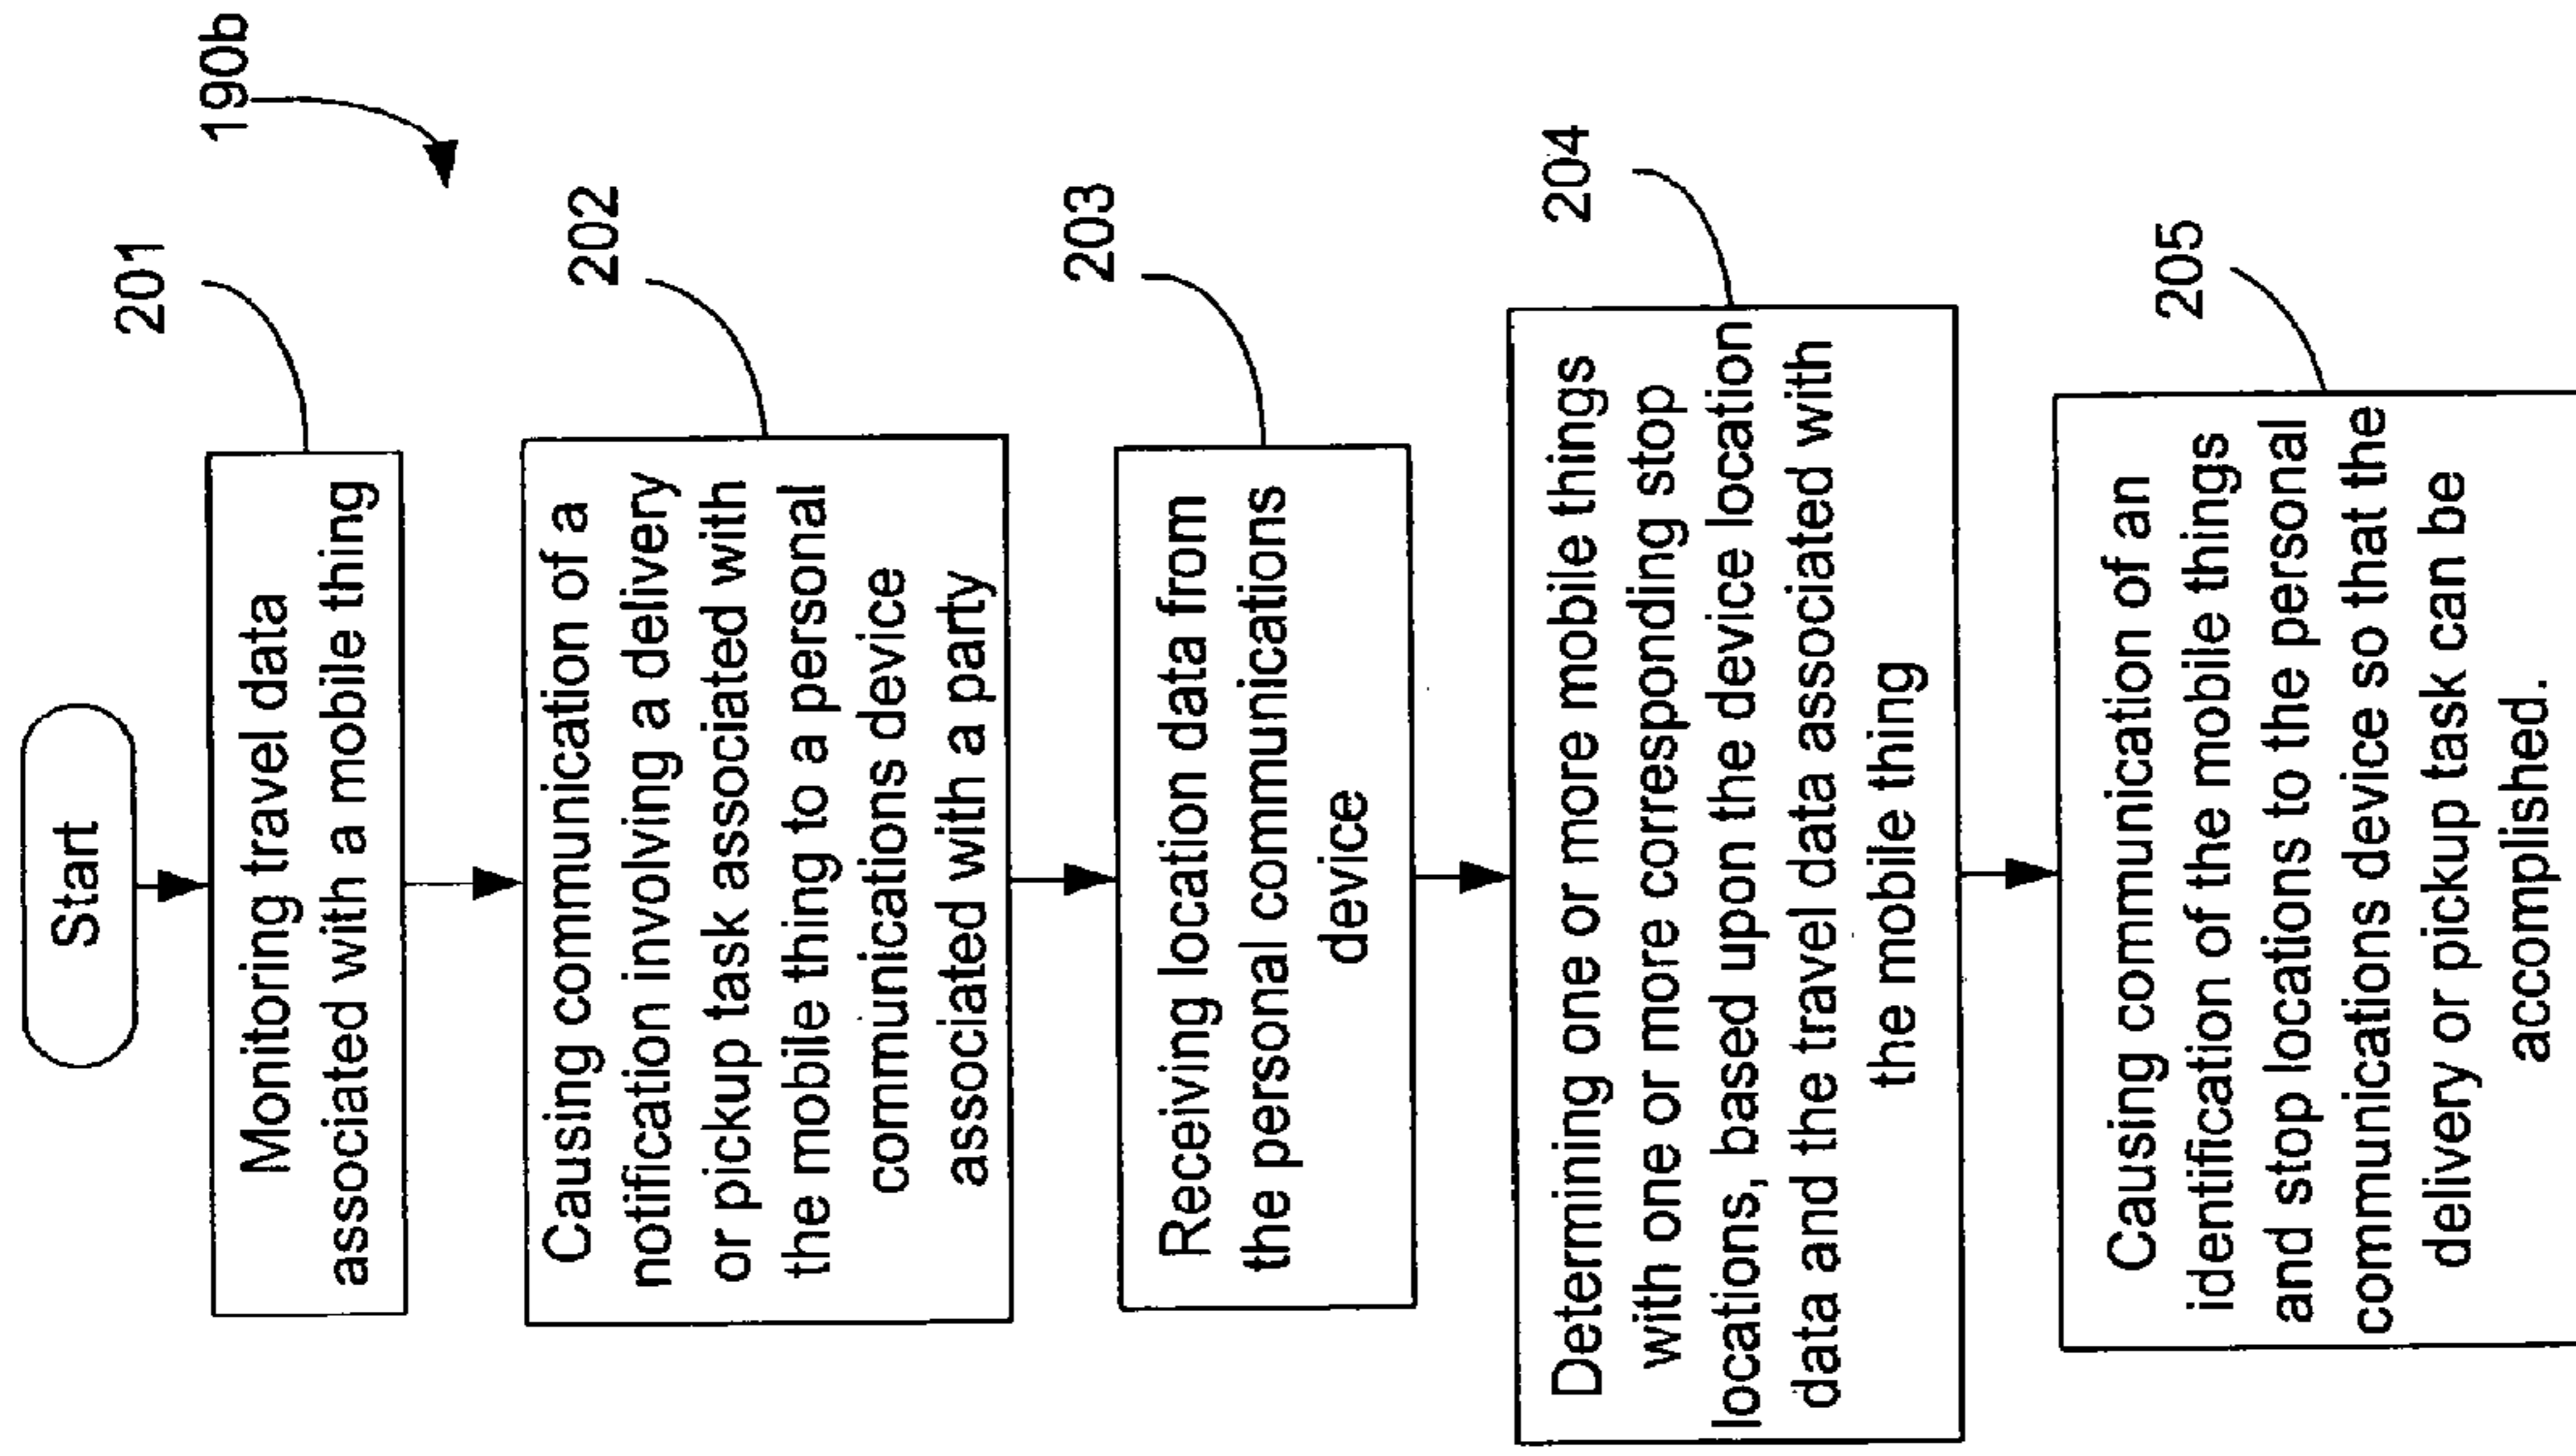 190b
Start
201
Monitoring travel data
associated with a mobile thing
202
Causing communication of a
notification involving a delivery
or pickup task associated with
the mobile thing to a personal
communications device
associated with a party
203
Receiving location data from
the personal communications
device
204
Determining one or more mobile things
with one or more corresponding stop
locations, based upon the device location
data and the travel data associated with
the mobile thing
205
Causing communication of an
identification of the mobile things
and stop locations to the personal
communications device so that the
delivery or pickup task can be
accomplished.